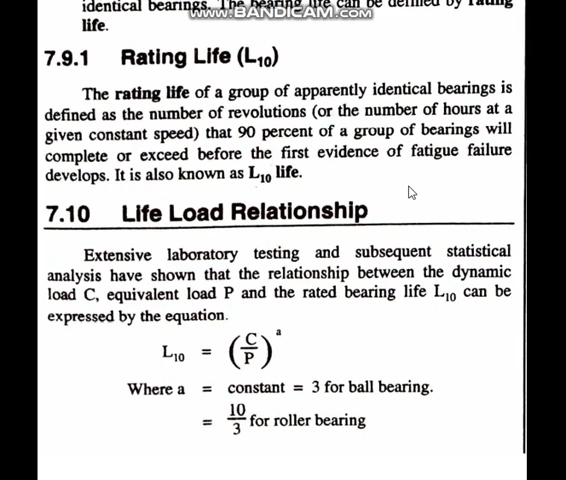 identical bearings. The bearing life can be defined by rating
www.BANDICAM.com
life.
7.9.1 Rating Life (L10)
The rating life of a group of apparently identical bearings is
defined as the number of revolutions (or the number of hours at a
given constant speed) that 90 percent of a group of bearings will
complete or exceed before the first evidence of fatigue failure
develops. It is also known as L10 life.
7.10 Life Load Relationship
Extensive laboratory testing and subsequent statistical
analysis have shown that the relationship between the dynamic
load C, equivalent load P and the rated bearing life L10 can be
expressed by the equation.
L10 = (C/P)^a
Where a = constant = 3 for ball bearing.
= 10/3 for roller bearing